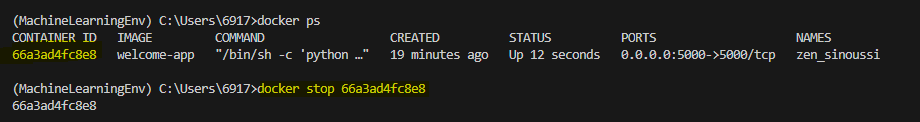 (MachineLearningEnv) C:\Users\6917>docker ps
CONTAINER ID   IMAGE         COMMAND                  CREATED          STATUS          PORTS                    NAMES
66a3ad4fc8e8   welcome-app   "/bin/sh -c 'python …"   19 minutes ago   Up 12 seconds   0.0.0.0:5000->5000/tcp   zen_sinoussi
(MachineLearningEnv) C:\Users\6917>docker stop 66a3ad4fc8e8
66a3ad4fc8e8